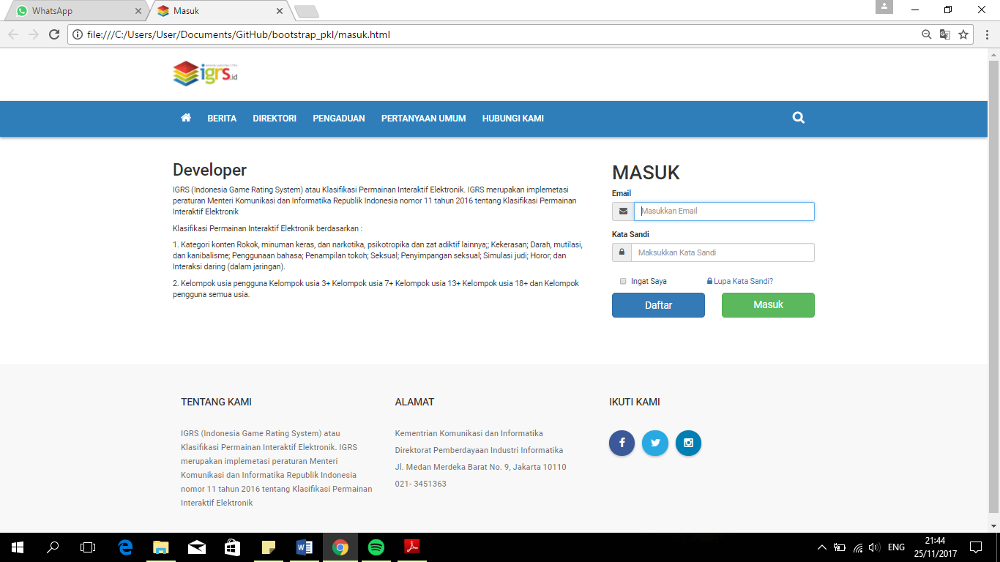 WhatsApp
Masuk
file:///C:/Users/User/Documents/GitHub/bootstrap_pkl/masuk.html
igrs.id
BERITA DIREKTORI PENGADUAN PERTANYAAN UMUM HUBUNGI KAMI
Developer
IGRS (Indonesia Game Rating System) atau Klasifikasi Permainan Interaktif Elektronik. IGRS merupakan implemetasi
peraturan Menteri Komunikasi dan Informatika Republik Indonesia nomor 11 tahun 2016 tentang Klasifikasi Permainan
Interaktif Elektronik
Klasifikasi Permainan Interaktif Elektronik berdasarkan :
1. Kategori konten Rokok, minuman keras, dan narkotika, psikotropika dan zat adiktif lainnya;; Kekerasan; Darah, mutilasi,
dan kanibalisme; Penggunaan bahasa; Penampilan tokoh; Seksual; Penyimpangan seksual; Simulasi judi; Horor; dan
Interaksi daring (dalam jaringan).
2. Kelompok usia pengguna Kelompok usia 3+ Kelompok usia 7+ Kelompok usia 13+ Kelompok usia 18+ dan Kelompok
pengguna semua usia.
MASUK
Email
Masukkan Email
Kata Sandi
Maksukkan Kata Sandi
Ingat Saya Lupa Kata Sandi?
Daftar Masuk
TENTANG KAMI
IGRS (Indonesia Game Rating System) atau
Klasifikasi Permainan Interaktif Elektronik. IGRS
merupakan implemetasi peraturan Menteri
Komunikasi dan Informatika Republik Indonesia
nomor 11 tahun 2016 tentang Klasifikasi Permainan
Interaktif Elektronik
ALAMAT
Kementrian Komunikasi dan Informatika
Direktorat Pemberdayaan Industri Informatika
Jl. Medan Merdeka Barat No. 9, Jakarta 10110
021- 3451363
IKUTI KAMI
ENG
21:44
25/11/2017